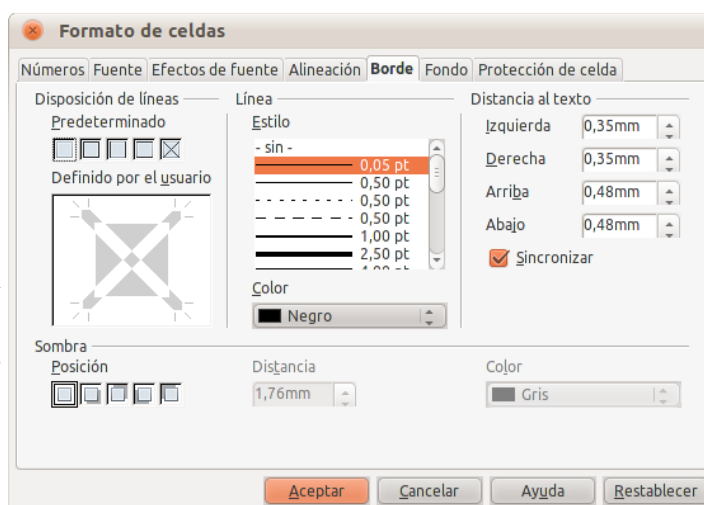 Formato de celdas
Números Fuente Efectos de fuente Alineación Borde Fondo Protección de celda
Disposición de líneas
Predeterminado
Definido por el usuario
Línea
Estilo
- sin -
0,05 pt
0,50 pt
0,50 pt
0,50 pt
1,00 pt
2,50 pt
Color
Negro
Distancia al texto
Izquierda 0,35mm
Derecha 0,35mm
Arriba 0,48mm
Abajo 0,48mm
Sincronizar
Sombra
Posición
Distancia
1,76mm
Color
Gris
Aceptar Cancelar Ayuda Restablecer